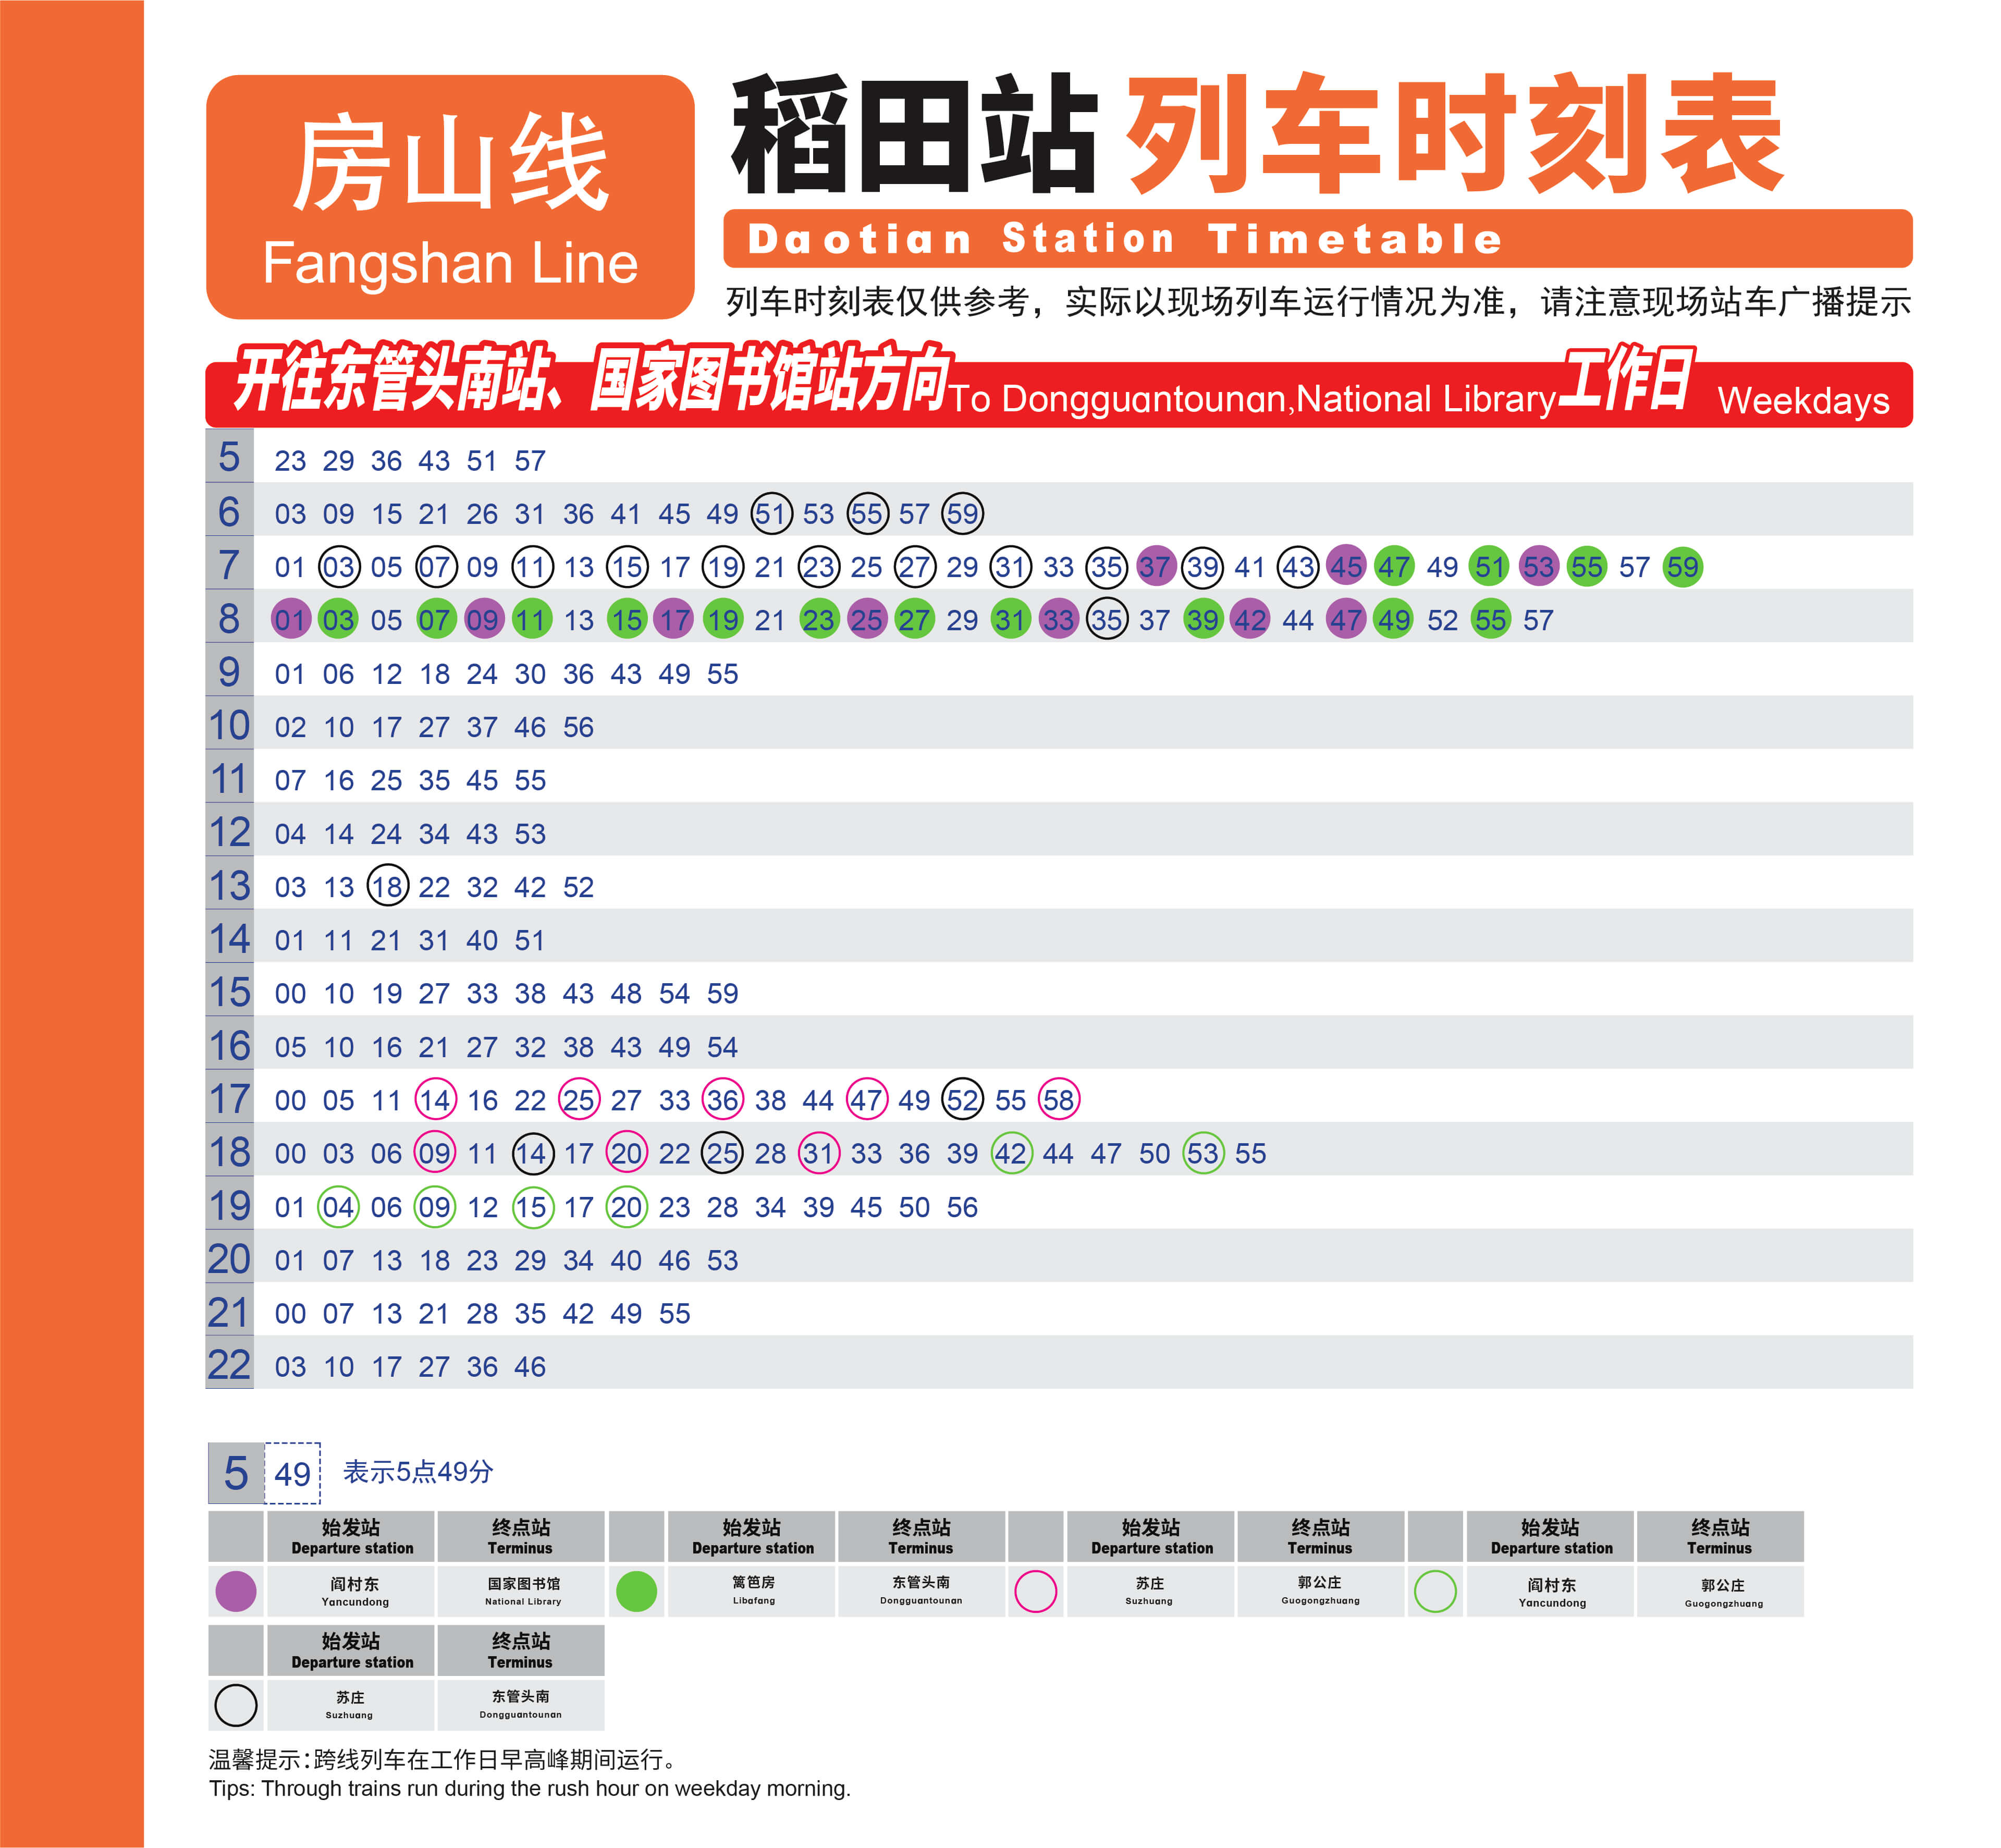 房山线
Fangshan Line
稻田站 列车时刻表
Daotian Station Timetable
列车时刻表仅供参考，实际以现场列车运行情况为准，请注意现场站车广播提示
开往东管头南站、国家图书馆站方向To Dongguantounan,National Library工作日 Weekdays
5 23 29 36 43 51 57
6 03 09 15 21 26 31 36 41 45 49 51 53 55 57 59
7 01 03 05 07 09 11 13 15 17 19 21 23 25 27 29 31 33 35 37 39 41 43 45 47 49 51 53 55 57 59
8 01 03 05 07 09 11 13 15 17 19 21 23 25 27 29 31 33 35 37 39 42 44 47 49 52 55 57
9 01 06 12 18 24 30 36 43 49 55
10 02 10 17 27 37 46 56
11 07 16 25 35 45 55
12 04 14 24 34 43 53
13 03 13 18 22 32 42 52
14 01 11 21 31 40 51
15 00 10 19 27 33 38 43 48 54 59
16 05 10 16 21 27 32 38 43 49 54
17 00 05 11 14 16 22 25 27 33 36 38 44 47 49 52 55 58
18 00 03 06 09 11 14 17 20 22 25 28 31 33 36 39 42 44 47 50 53 55
19 01 04 06 09 12 15 17 20 23 28 34 39 45 50 56
20 01 07 13 18 23 29 34 40 46 53
21 00 07 13 21 28 35 42 49 55
22 03 10 17 27 36 46
5 49 表示5点49分
始发站 终点站 始发站 终点站 始发站 终点站 始发站 终点站
Departure station Terminus Departure station Terminus Departure station Terminus Departure station Terminus
阎村东 国家图书馆 篱笆房 东管头南 苏庄 郭公庄 阎村东 郭公庄
Yancundong National Library Libafang Dongguantounan Suzhuang Guogongzhuang Yancundong Guogongzhuang
始发站 终点站
Departure station Terminus
苏庄 东管头南
Suzhuang Dongguantounan
温馨提示：跨线列车在工作日早高峰期间运行。
Tips: Through trains run during the rush hour on weekday morning.